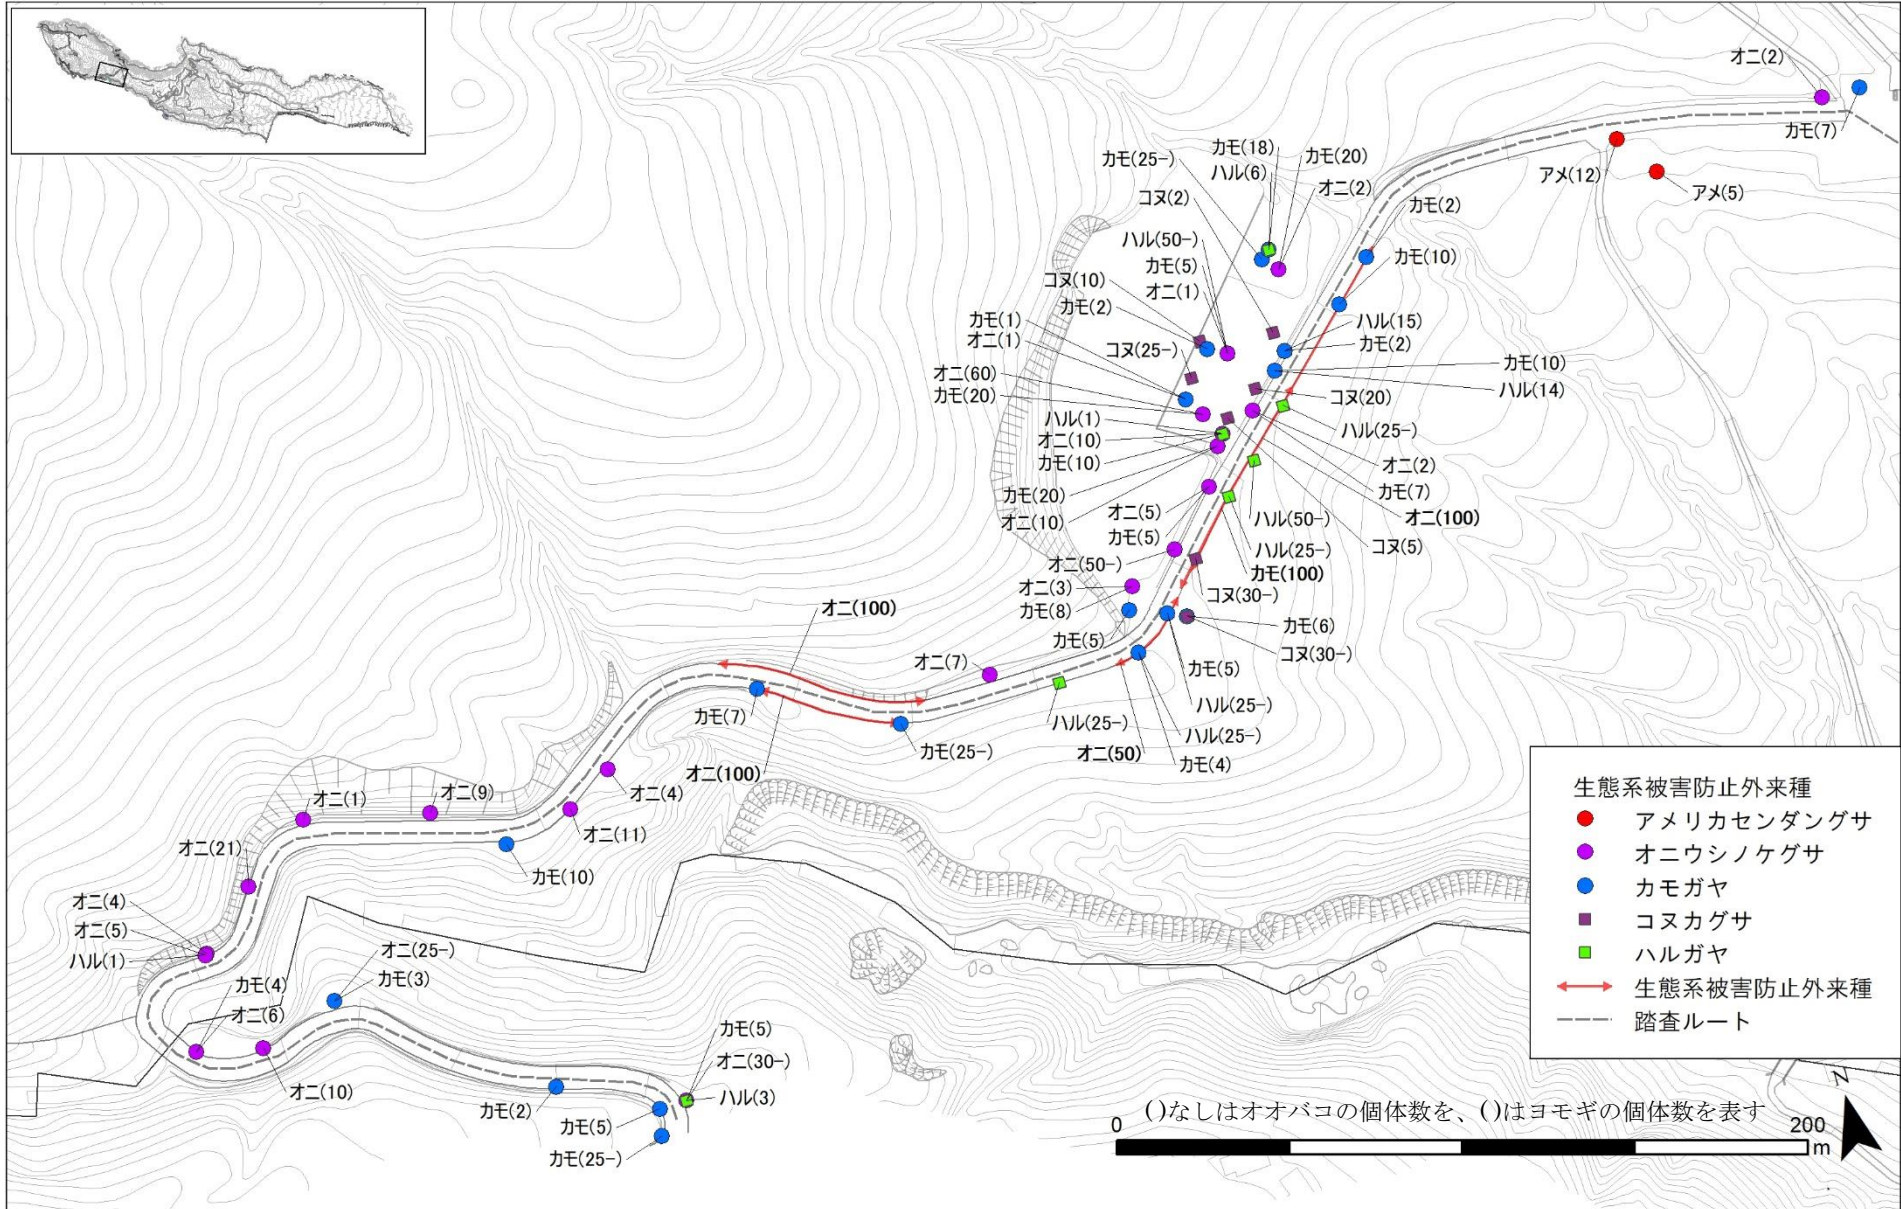 オニ(2)
カモ(7)
アメ(12)
アメ(5)
カモ(18)
カモ(20)
カモ(25-)
ハル(6)
オニ(2)
コヌ(2)
カモ(2)
ハル(50-)
カモ(10)
カモ(5)
コヌ(10)
オニ(1)
カモ(2)
カモ(1)
ハル(15)
オニ(1)
コヌ(25-)
カモ(2)
オニ(60)
カモ(10)
カモ(20)
ハル(14)
コヌ(20)
ハル(1)
ハル(25-)
オニ(10)
カモ(10)
オニ(2)
カモ(20)
カモ(7)
オニ(10)
オニ(5)
ハル(50-)
オニ(100)
カモ(5)
ハル(25-)
コヌ(5)
オニ(50-)
カモ(100)
オニ(3)
コヌ(30-)
カモ(8)
オニ(100)
カモ(5)
カモ(6)
コヌ(30-)
オニ(7)
カモ(5)
カモ(7)
ハル(25-)
ハル(25-)
ハル(25-)
カモ(25-)
オニ(50)
カモ(4)
オニ(100)
オニ(4)
オニ(1)
オニ(9)
オニ(11)
オニ(21)
カモ(10)
オニ(4)
オニ(5)
ハル(1)
オニ(25-)
カモ(3)
カモ(4)
オニ(6)
オニ(10)
カモ(5)
オニ(30-)
ハル(3)
カモ(2)
カモ(5)
カモ(25-)
生態系被害防止外来種
アメリカセンダングサ
オニウシノケグサ
カモガヤ
コヌカグサ
ハルガヤ
生態系被害防止外来種
踏査ルート
N
()なしはオオバコの個体数を、()はヨモギの個体数を表す
0
200
m